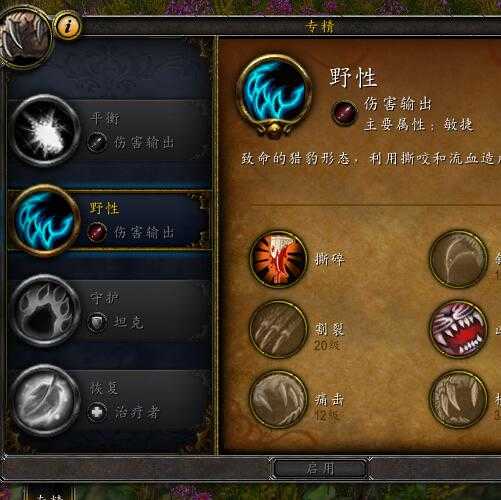 专精
平衡
伤害输出
野性
伤害输出
守护
坦克
恢复
治疗者
野性
伤害输出
主要属性：敏捷
致命的猎豹形态，利用撕咬和流血造
撕碎
割裂
20级
痛击
12级
启用
专精